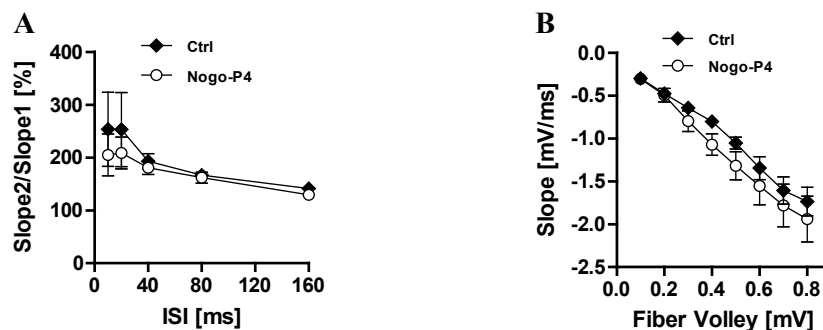 A
Ctrl
Nogo-P4
Slope2/Slope1 [%]
400
300
200
100
0
0 40 80 120 160
ISI [ms]
B
Ctrl
Nogo-P4
Slope [mV/ms]
0.0
-0.5
-1.0
-1.5
-2.0
-2.5
0.0 0.2 0.4 0.6 0.8
Fiber Volley [mV]